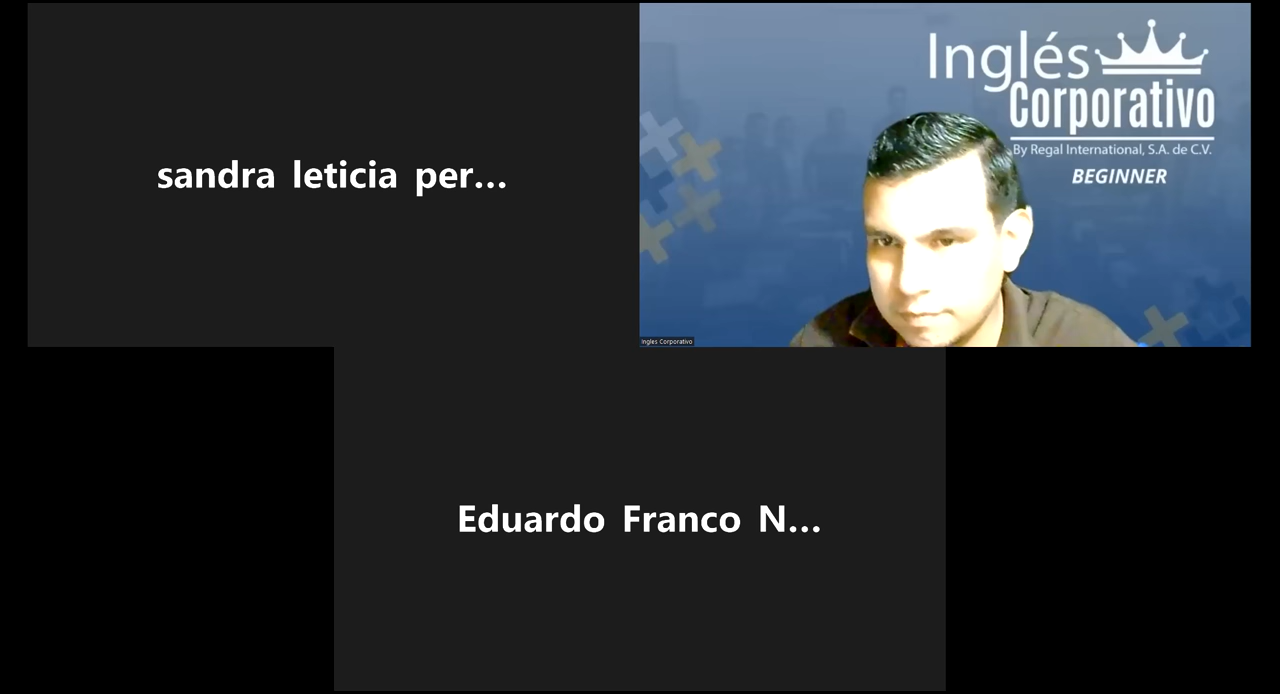 sandra leticia per...
Inglés
Corporativo
By Regal International, S.A. de C.V.
BEGINNER
Ingles Corporativo
Eduardo Franco N...